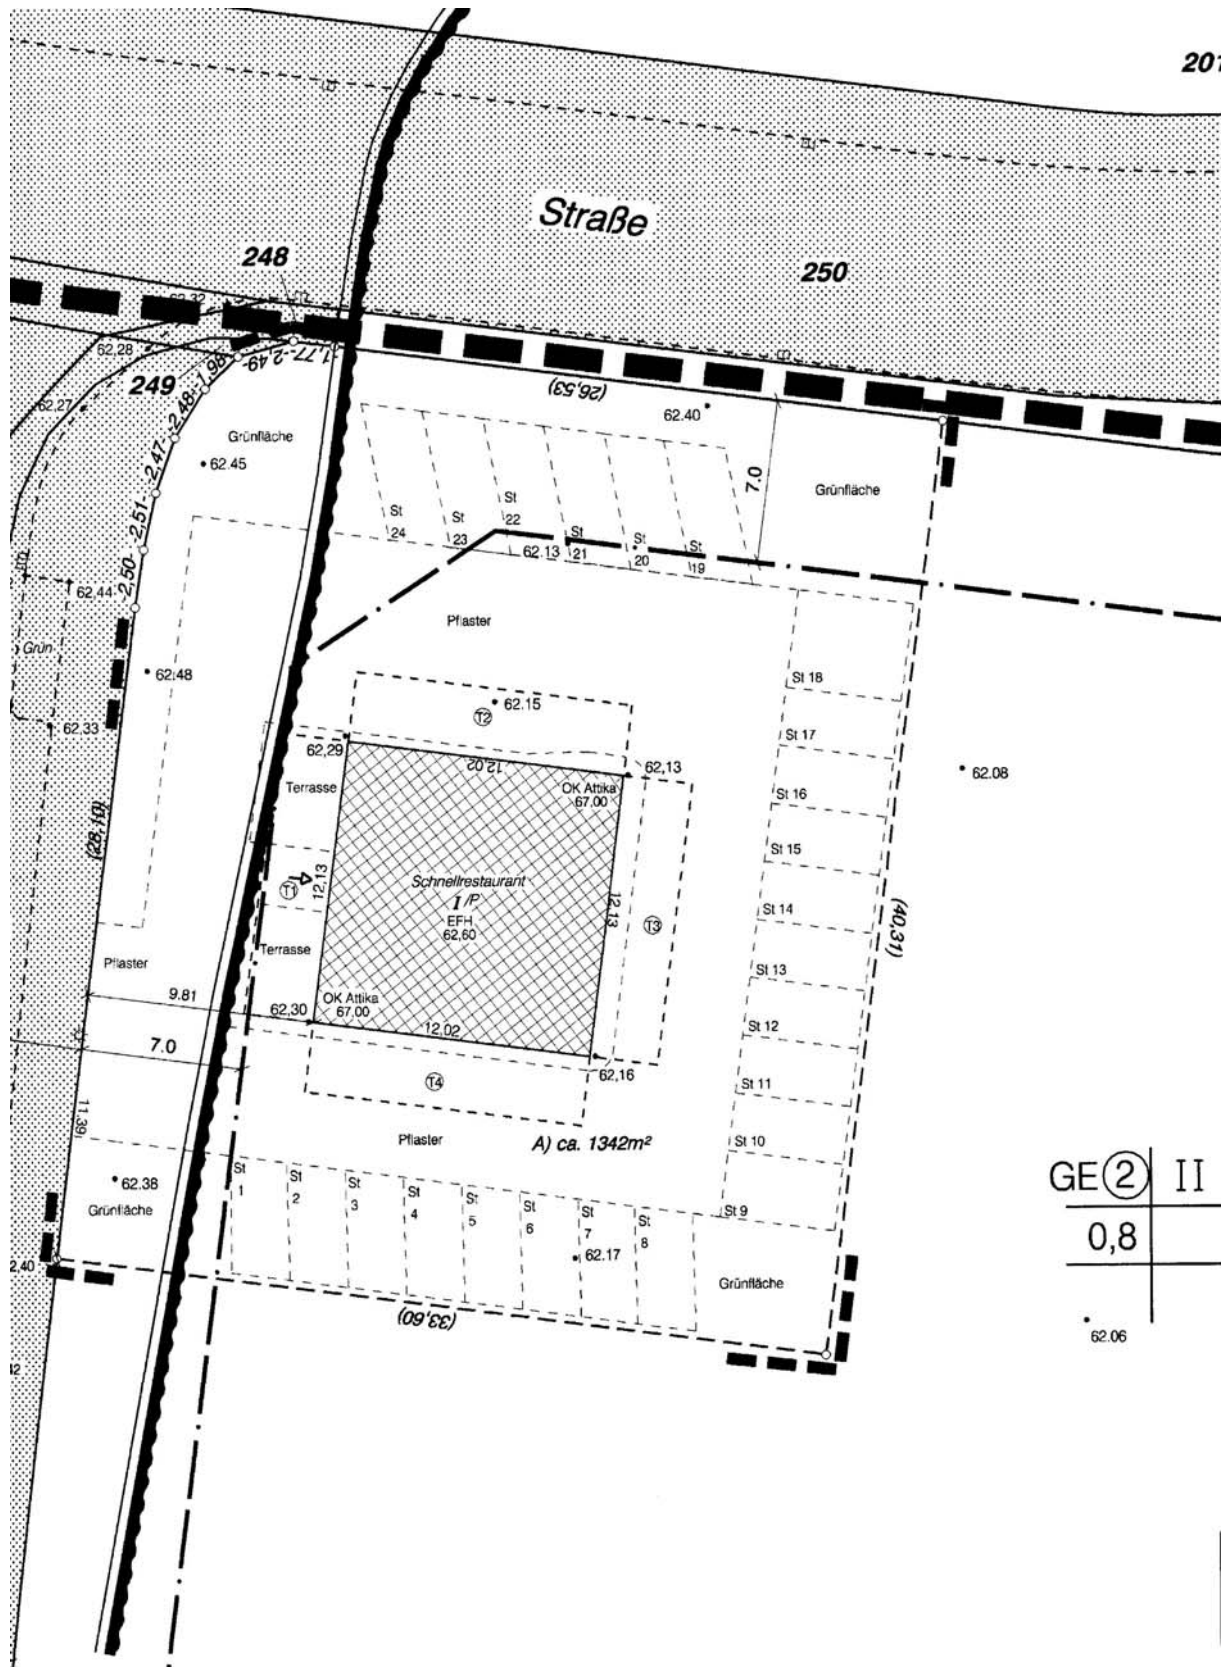 201
Straße
248
250
62.32
62,28
249
62,27
-1,77-
-2,49-
-1,98-
-2,48-
-2,47-
-2,51-
-2,50-
(26,53)
62.40
Grünfläche
62.45
7.0
Grünfläche
St
24
St
23
St
22
62.13
St
21
St
20
St
19
62,44
Grün
Pflaster
62.48
62,33
St 18
62.15
T2
62,29
12,02
62,13
St 17
62.08
Terrasse
OK Attika
67,00
St 16
(28,10)
St 15
T1
12,13
Schnellrestaurant
I/P
EFH
62,60
12,13
T3
St 14
(40,31)
Terrasse
Pflaster
St 13
9.81
62,30
OK Attika
67,00
12,02
St 12
7.0
62,16
T4
St 11
11,39
Pflaster
A) ca. 1342m²
St 10
62.38
Grünfläche
St
1
St
2
St
3
St
4
St
5
St
6
St
7
St
8
St 9
GE 2 II
0,8
62.17
Grünfläche
2,40
(33,60)
62.06